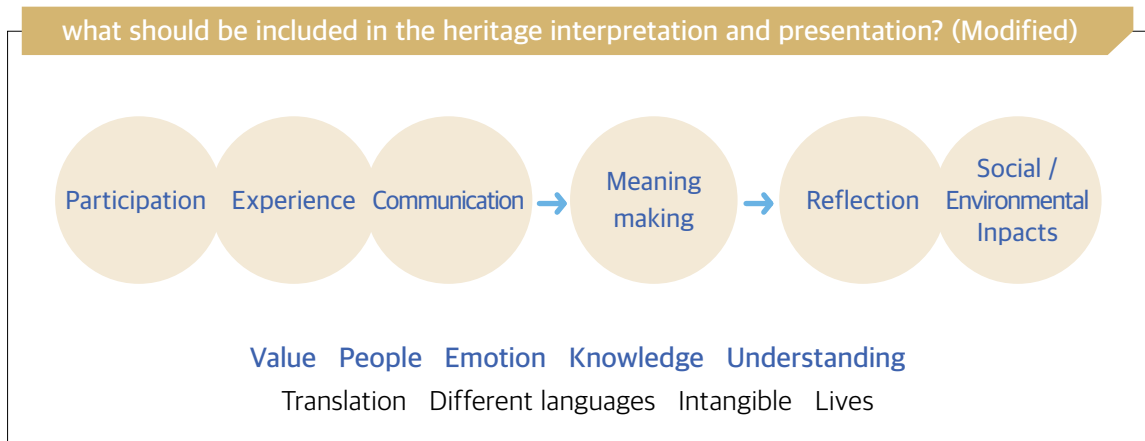 what should be included in the heritage interpretation and presentation? (Modified)
Participation
Experience
Communication
Meaning
making
Reflection
Social /
Environmental
Inpacts
Value People Emotion Knowledge Understanding
Translation Different languages Intangible Lives